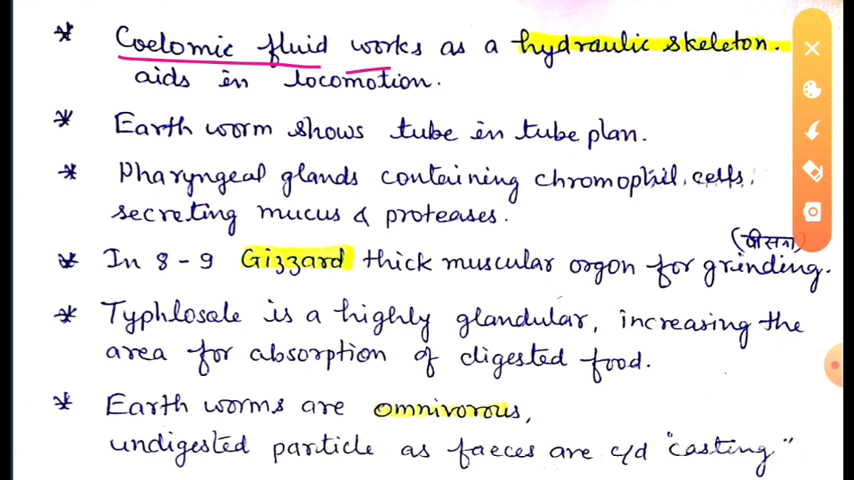 * Coelomic fluid works as a hydraulic skeleton.
aids in locomotion.
* Earth worm shows tube in tube plan.
* Pharyngeal glands containing chromophil cells,
secreting mucus & proteases.
(पीसना)
* In 8-9 Gizzard thick muscular orgon for grinding.
* Typhlosole is a highly glandular, increasing the
area for absorption of digested food.
* Earth worms are omnivorous,
undigested particle as faeces are c/d "casting"